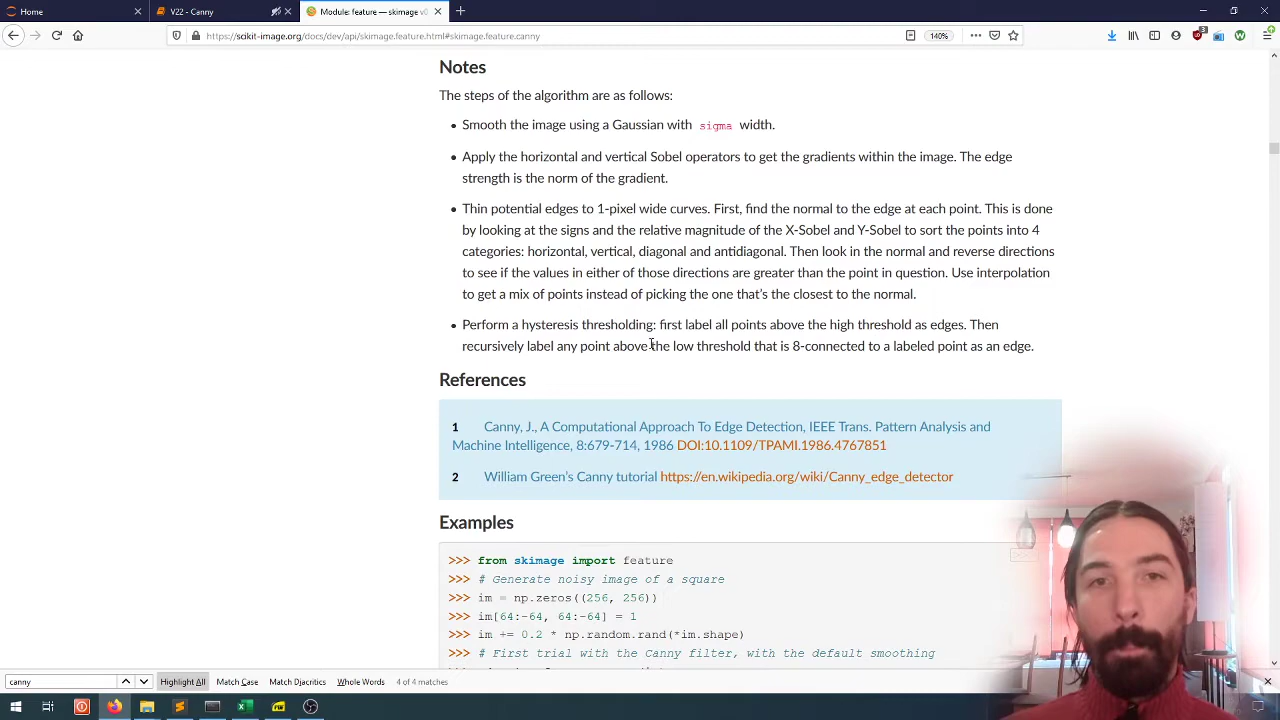 Home
V22 - Canny
Module: feature — skimage v0
https://scikit-image.org/docs/dev/api/skimage.feature.html#skimage.feature.canny
140%
Notes
The steps of the algorithm are as follows:
Smooth the image using a Gaussian with sigma width.
Apply the horizontal and vertical Sobel operators to get the gradients within the image. The edge
strength is the norm of the gradient.
Thin potential edges to 1-pixel wide curves. First, find the normal to the edge at each point. This is done
by looking at the signs and the relative magnitude of the X-Sobel and Y-Sobel to sort the points into 4
categories: horizontal, vertical, diagonal and antidiagonal. Then look in the normal and reverse directions
to see if the values in either of those directions are greater than the point in question. Use interpolation
to get a mix of points instead of picking the one that's the closest to the normal.
Perform a hysteresis thresholding: first label all points above the high threshold as edges. Then
recursively label any point above the low threshold that is 8-connected to a labeled point as an edge.
References
1 Canny, J., A Computational Approach To Edge Detection, IEEE Trans. Pattern Analysis and
Machine Intelligence, 8:679-714, 1986 DOI:10.1109/TPAMI.1986.4767851
2 William Green's Canny tutorial https://en.wikipedia.org/wiki/Canny_edge_detector
Examples
>>> from skimage import feature
>>> # Generate noisy image of a square
>>> im = np.zeros((256, 256))
>>> im[64:-64, 64:-64] = 1
>>> im += 0.2 * np.random.rand(*im.shape)
>>> # First trial with the Canny filter, with the default smoothing
canny
Highlight All Match Case Match Diacritics Whole Words 4 of 4 matches